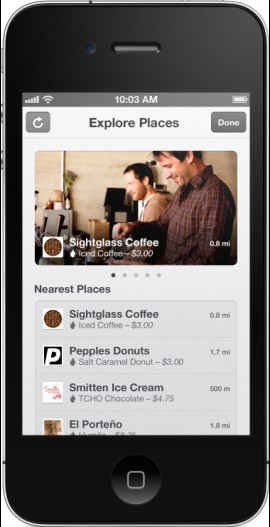 10:03 AM
Explore Places
Done
Sightglass Coffee
0.8 mi
Iced Coffee – $3.00
Nearest Places
Sightglass Coffee
0.8 mi
Iced Coffee – $3.00
Pepples Donuts
1.7 mi
Salt Caramel Donut – $3.00
Smitten Ice Cream
500 m
TCHO Chocolate – $4.75
El Porteño
1.8 mi